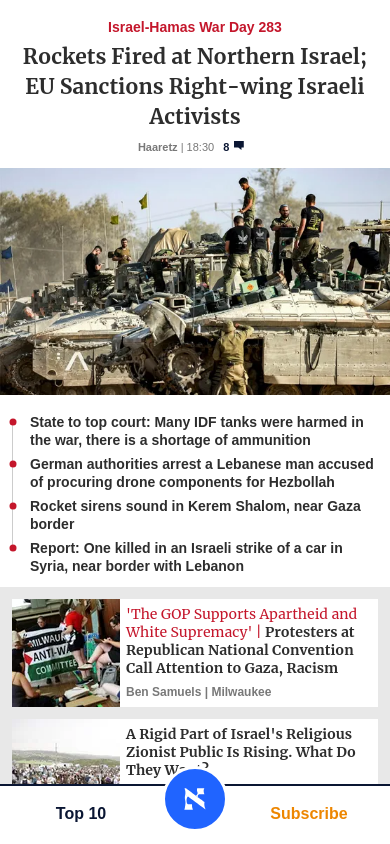 Israel-Hamas War Day 283
Rockets Fired at Northern Israel;
EU Sanctions Right-wing Israeli
Activists
Haaretz | 18:30 8
State to top court: Many IDF tanks were harmed in
the war, there is a shortage of ammunition
German authorities arrest a Lebanese man accused
of procuring drone components for Hezbollah
Rocket sirens sound in Kerem Shalom, near Gaza
border
Report: One killed in an Israeli strike of a car in
Syria, near border with Lebanon
MILWAUKEE
ANTI-WAR
COMMITTEE
'The GOP Supports Apartheid and
White Supremacy' | Protesters at
Republican National Convention
Call Attention to Gaza, Racism
Ben Samuels | Milwaukee
A Rigid Part of Israel's Religious
Zionist Public Is Rising. What Do
They Want?
Top 10
Subscribe